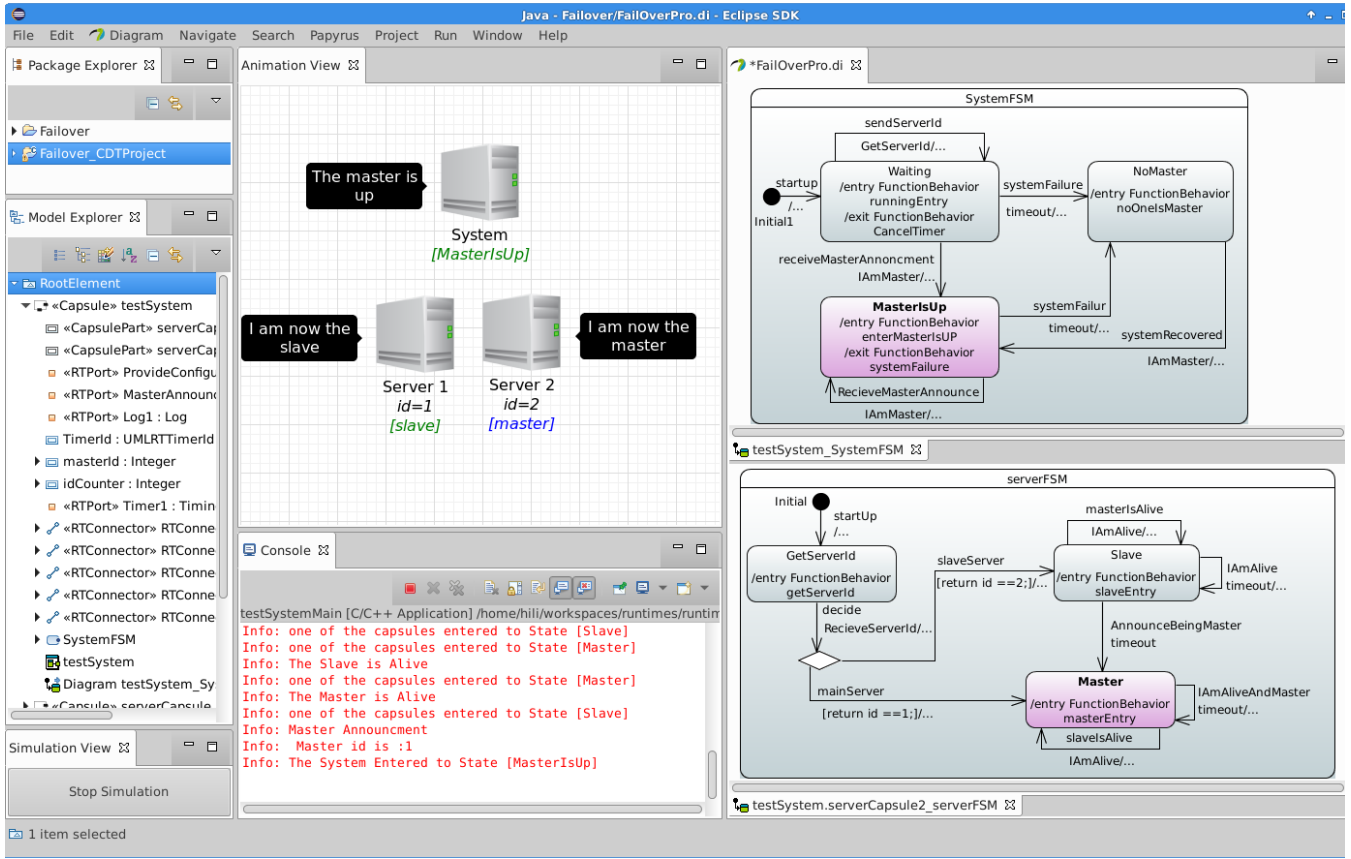 Java - Failover/FailOverPro.di - Eclipse SDK
File Edit Diagram Navigate Search Papyrus Project Run Window Help
Package Explorer
Failover
Failover_CDTProject
Model Explorer
RootElement
«Capsule» testSystem
«CapsulePart» serverCap
«CapsulePart» serverCap
«RTPort» ProvideConfigu
«RTPort» MasterAnnoun
«RTPort» Log1 : Log
TimerId : UMLRTTimerId
masterId : Integer
idCounter : Integer
«RTPort» Timer1 : Timin
«RTConnector» RTConne
«RTConnector» RTConne
«RTConnector» RTConne
«RTConnector» RTConne
«RTConnector» RTConne
SystemFSM
testSystem
Diagram testSystem_Sy
«Capsule» serverCapsule
Simulation View
Stop Simulation
1 item selected
Animation View
The master is
up
System
[MasterIsUp]
I am now the
slave
I am now the
master
Server 1
id=1
[slave]
Server 2
id=2
[master]
Console
testSystemMain [C/C++ Application] /home/hili/workspaces/runtimes/runtim
Info: one of the capsules entered to State [Slave]
Info: one of the capsules entered to State [Master]
Info: The Slave is Alive
Info: one of the capsules entered to State [Master]
Info: The Master is Alive
Info: one of the capsules entered to State [Slave]
Info: Master Announcment
Info:  Master id is :1
Info: The System Entered to State [MasterIsUp]
*FailOverPro.di
SystemFSM
sendServerId
GetServerId/...
Waiting
/entry FunctionBehavior
runningEntry
/exit FunctionBehavior
CancelTimer
startup
/...
Initial1
systemFailure
timeout/...
NoMaster
/entry FunctionBehavior
noOneIsMaster
receiveMasterAnnoncment
IAmMaster/...
MasterIsUp
/entry FunctionBehavior
enterMasterIsUP
/exit FunctionBehavior
systemFailure
systemFailur
timeout/...
systemRecovered
IAmMaster/...
RecieveMasterAnnounce
IAmMaster/...
testSystem_SystemFSM
serverFSM
Initial
startUp
/...
GetServerId
/entry FunctionBehavior
getServerId
decide
RecieveServerId/...
slaveServer
[return id ==2;]/...
masterIsAlive
IAmAlive/...
Slave
/entry FunctionBehavior
slaveEntry
IAmAlive
timeout/...
AnnounceBeingMaster
timeout
mainServer
[return id ==1;]/...
Master
/entry FunctionBehavior
masterEntry
IAmAliveAndMaster
timeout/...
slaveIsAlive
IAmAlive/...
testSystem.serverCapsule2_serverFSM